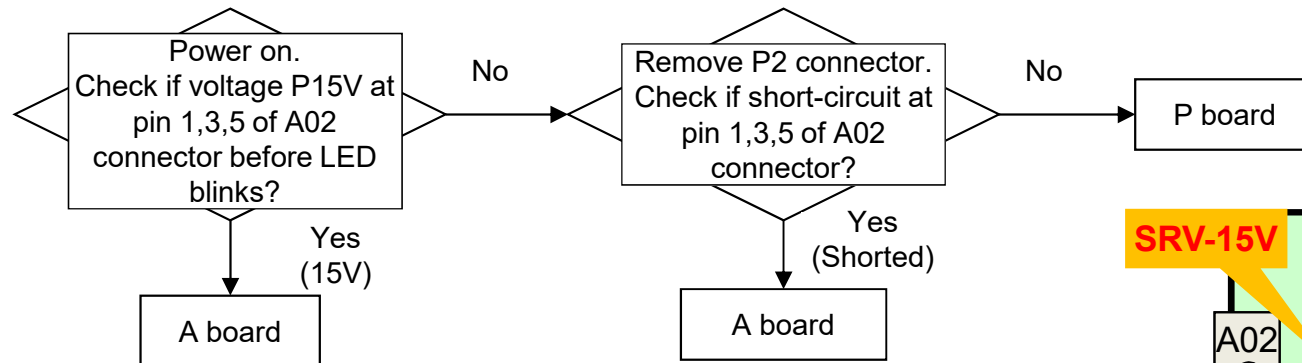 Power on.
Check if voltage P15V at
pin 1,3,5 of A02
connector before LED
blinks?
No
Remove P2 connector.
Check if short-circuit at
pin 1,3,5 of A02
connector?
No
P board
Yes
(15V)
Yes
(Shorted)
A board
A board
SRV-15V
A02